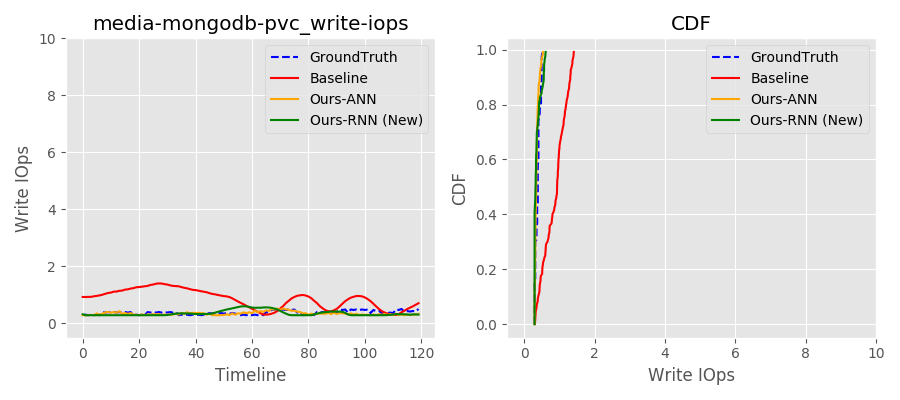 media-mongodb-pvc_write-iops
Write IOps
10
8
6
4
2
0
0 20 40 60 80 100 120
Timeline
GroundTruth
Baseline
Ours-ANN
Ours-RNN (New)
CDF
CDF
1.0
0.8
0.6
0.4
0.2
0.0
0 2 4 6 8 10
Write IOps
GroundTruth
Baseline
Ours-ANN
Ours-RNN (New)